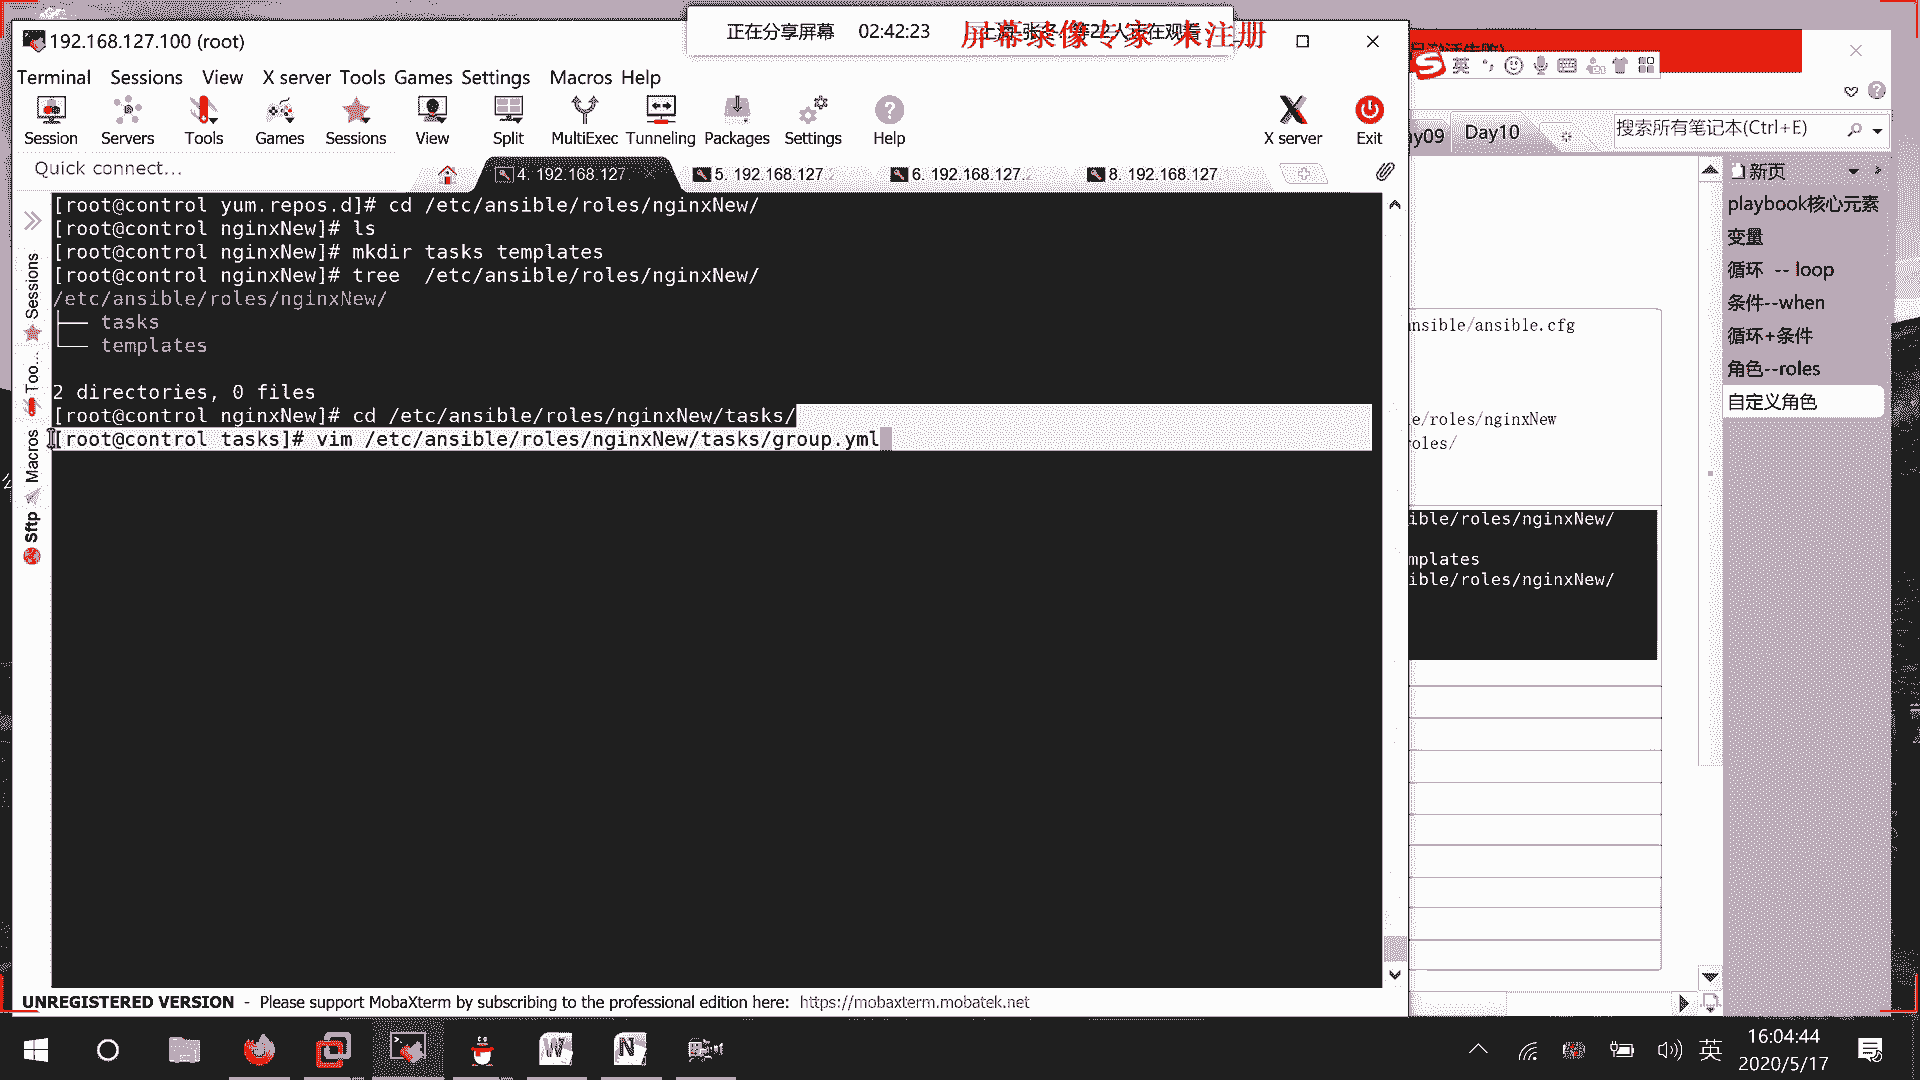 正在分享屏幕 02:42:23
屏幕录像专家 未注册
192.168.127.100 (root)
Terminal Sessions View X server Tools Games Settings Macros Help
Session Servers Tools Games Sessions View Split MultiExec Tunneling Packages Settings Help X server Exit
Quick connect...
4. 192.168.127.
5. 192.168.127.2
6. 192.168.127.2
8. 192.168.127.1
[root@control yum.repos.d]# cd /etc/ansible/roles/nginxNew/
[root@control nginxNew]# ls
[root@control nginxNew]# mkdir tasks templates
[root@control nginxNew]# tree  /etc/ansible/roles/nginxNew/
/etc/ansible/roles/nginxNew/
├── tasks
└── templates
2 directories, 0 files
[root@control nginxNew]# cd /etc/ansible/roles/nginxNew/tasks/
[root@control tasks]# vim /etc/ansible/roles/nginxNew/tasks/group.yml
Sessions
Too...
Macros
Sftp
UNREGISTERED VERSION - Please support MobaXterm by subscribing to the professional edition here: https://mobaxterm.mobatek.net
英
y09
Day10
搜索所有笔记本(Ctrl+E)
新页
playbook核心元素
变量
循环 -- loop
条件--when
循环+条件
角色--roles
自定义角色
nsible/ansible.cfg
e/roles/nginxNew
oles/
ible/roles/nginxNew/
mplates
ible/roles/nginxNew/
英
16:04:44
2020/5/17